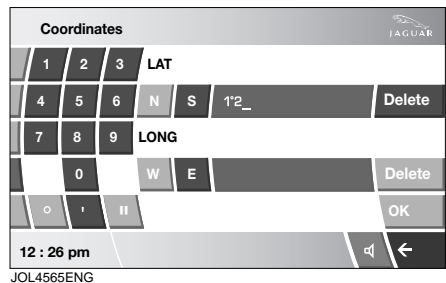 Coordinates
JAGUAR
1 2 3 LAT
4 5 6 N S 1°2_ Delete
7 8 9 LONG
0 W E Delete
° ' " OK
12 : 26 pm
JOL4565ENG